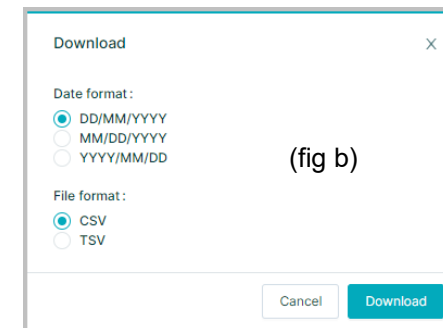 Download X
Date format:
DD/MM/YYYY
MM/DD/YYYY
YYYY/MM/DD
(fig b)
File format:
CSV
TSV
Cancel Download